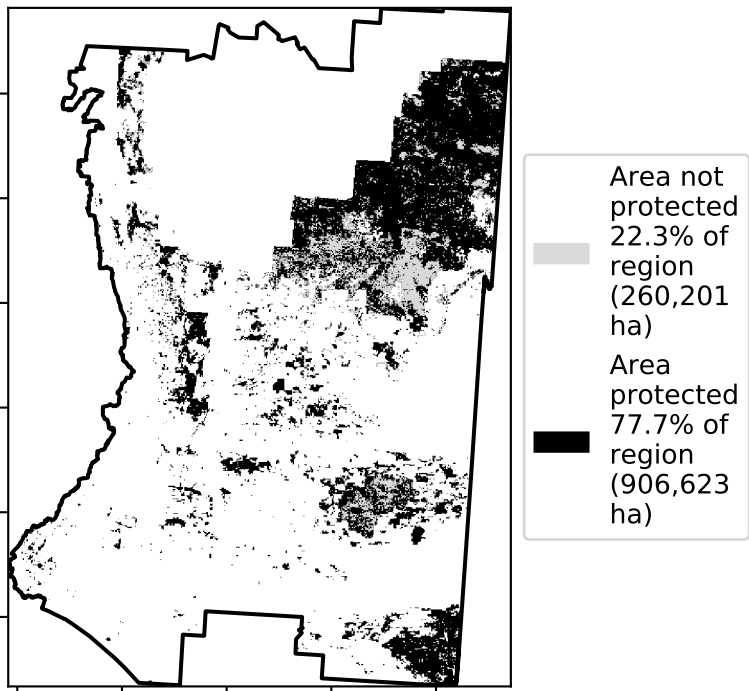 Area not
protected
22.3% of
region
(260,201
ha)
Area
protected
77.7% of
region
(906,623
ha)